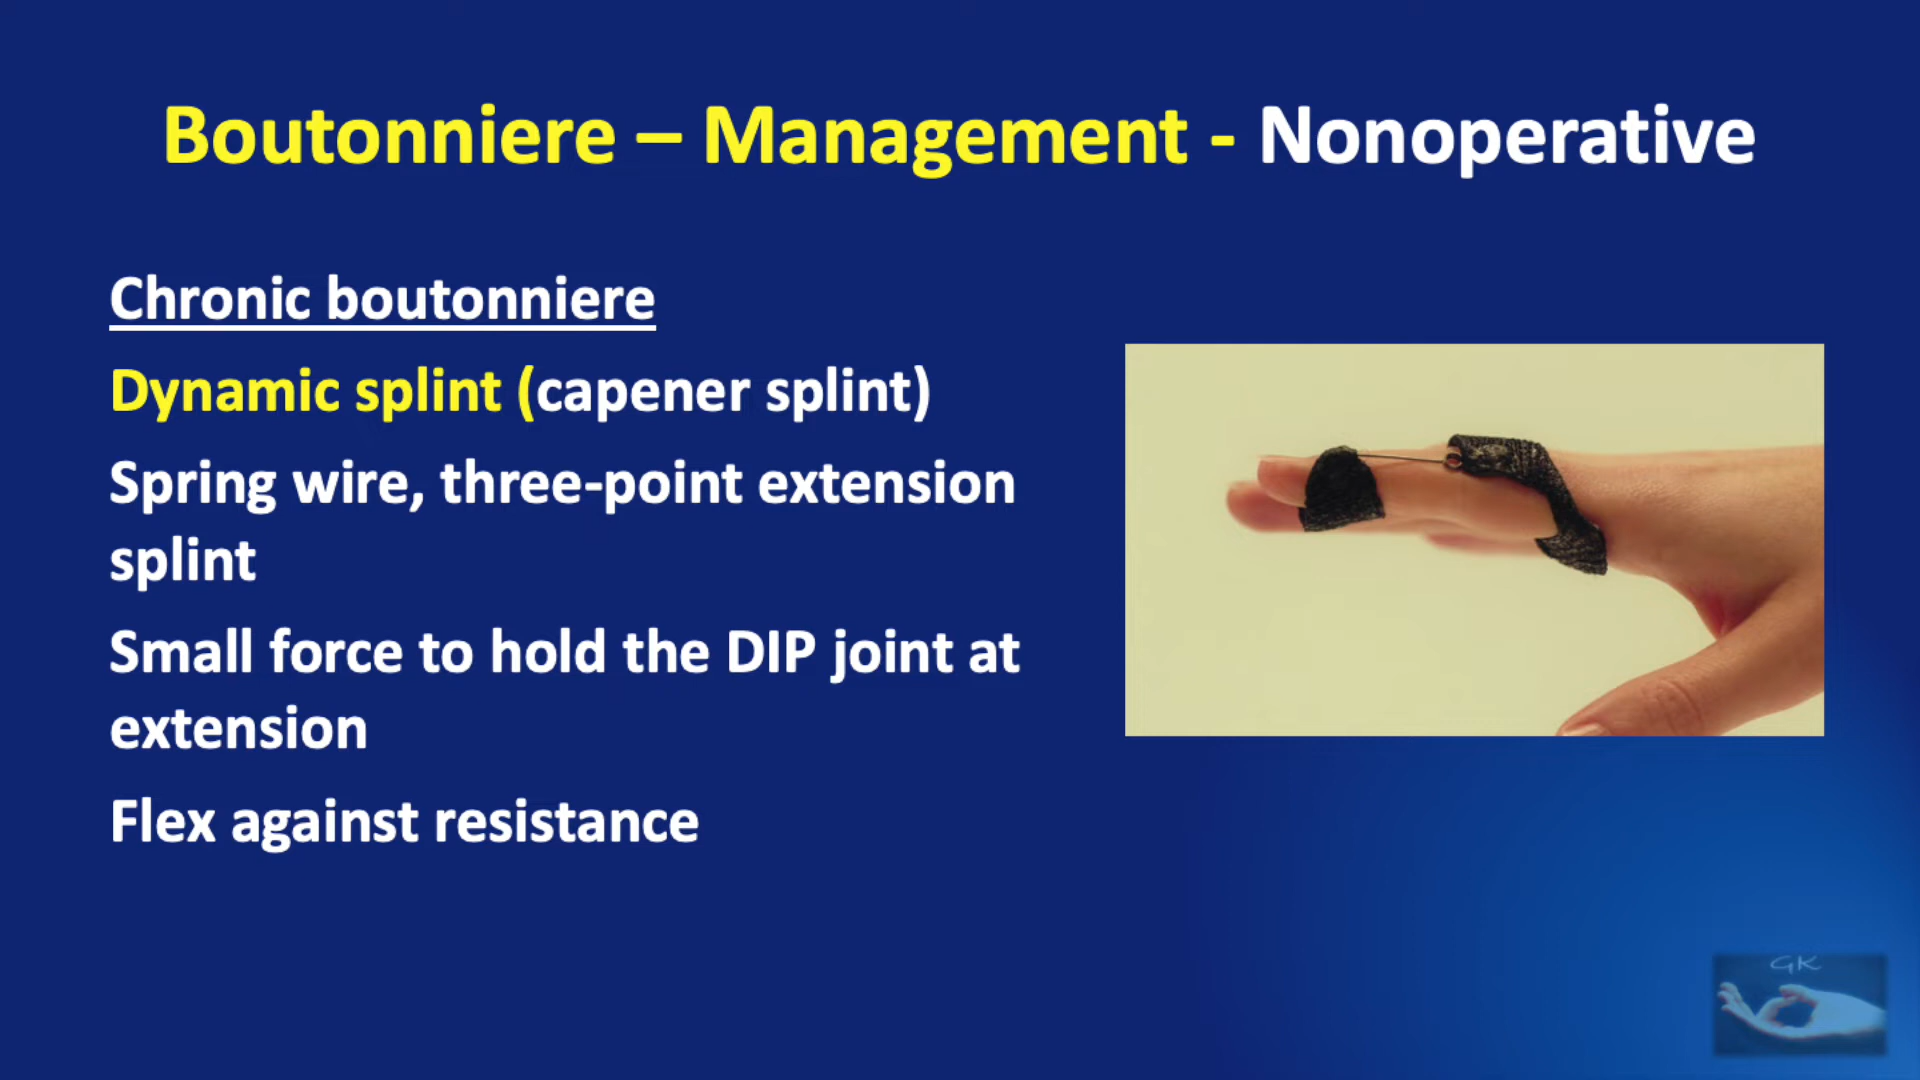 Boutonniere – Management - Nonoperative
Chronic boutonniere
Dynamic splint (capener splint)
Spring wire, three-point extension
splint
Small force to hold the DIP joint at
extension
Flex against resistance
GK